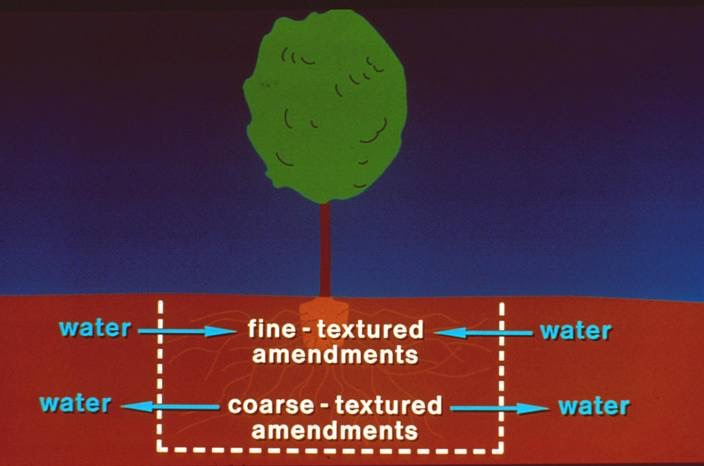 water fine - textured water
amendments
water coarse - textured water
amendments